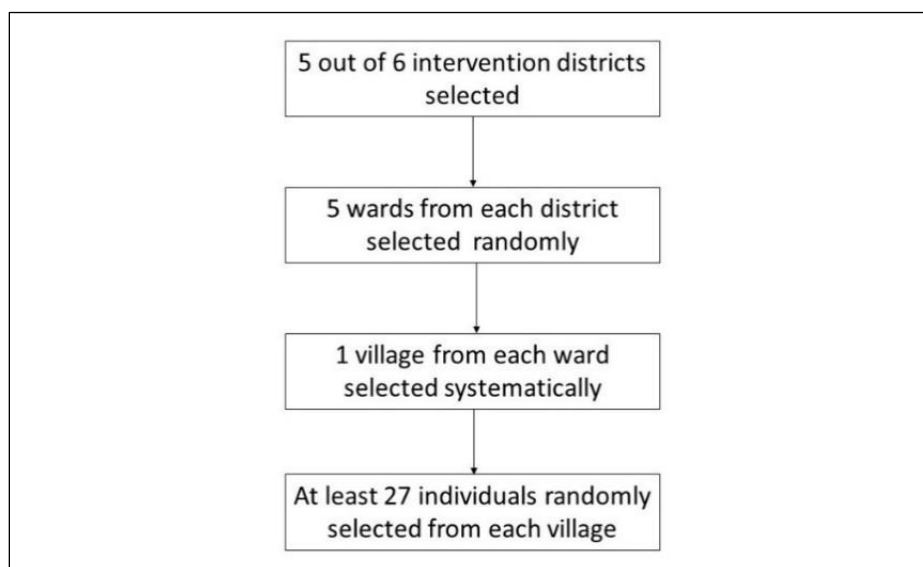 5 out of 6 intervention districts
selected
5 wards from each district
selected randomly
1 village from each ward
selected systematically
At least 27 individuals randomly
selected from each village